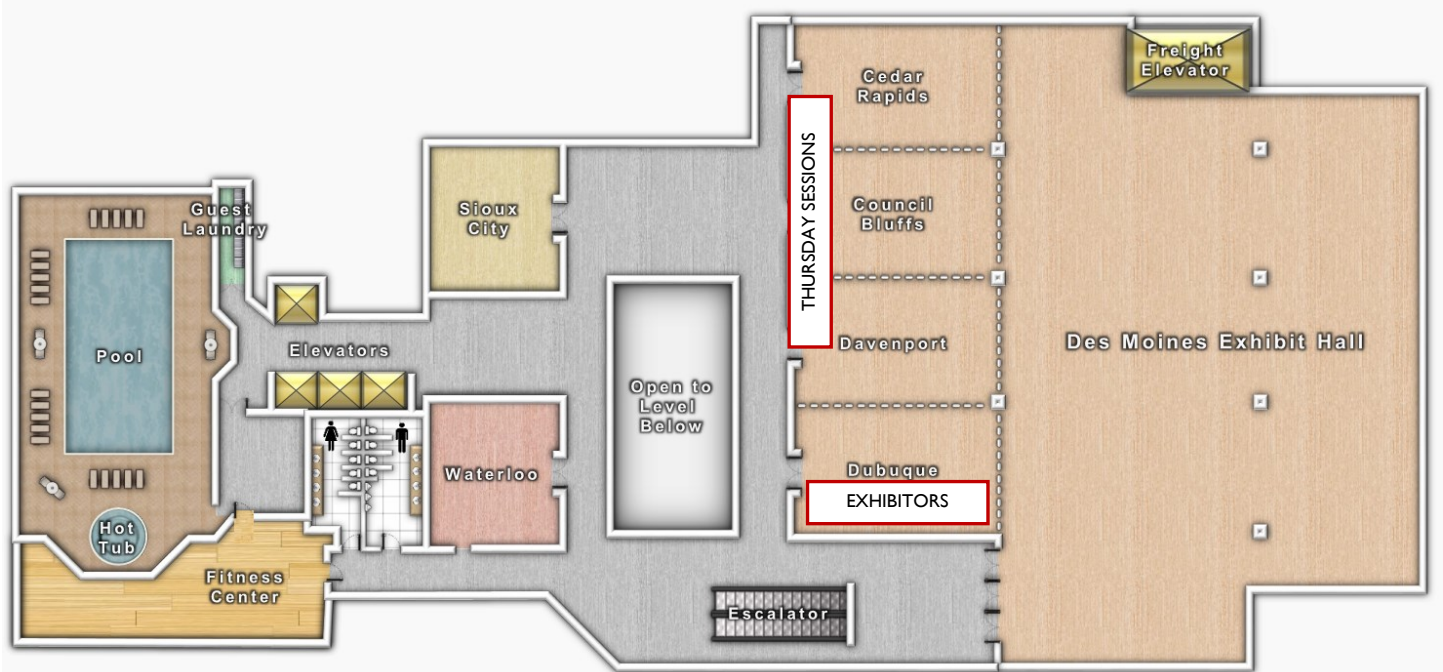 Freight
Elevator
Cedar
Rapids
THURSDAY SESSIONS
Guest
Laundry
Sioux
City
Council
Bluffs
Pool
Elevators
Davenport
Des Moines Exhibit Hall
Open to
Level
Below
Waterloo
Dubuque
EXHIBITORS
Hot
Tub
Fitness
Center
Escalator